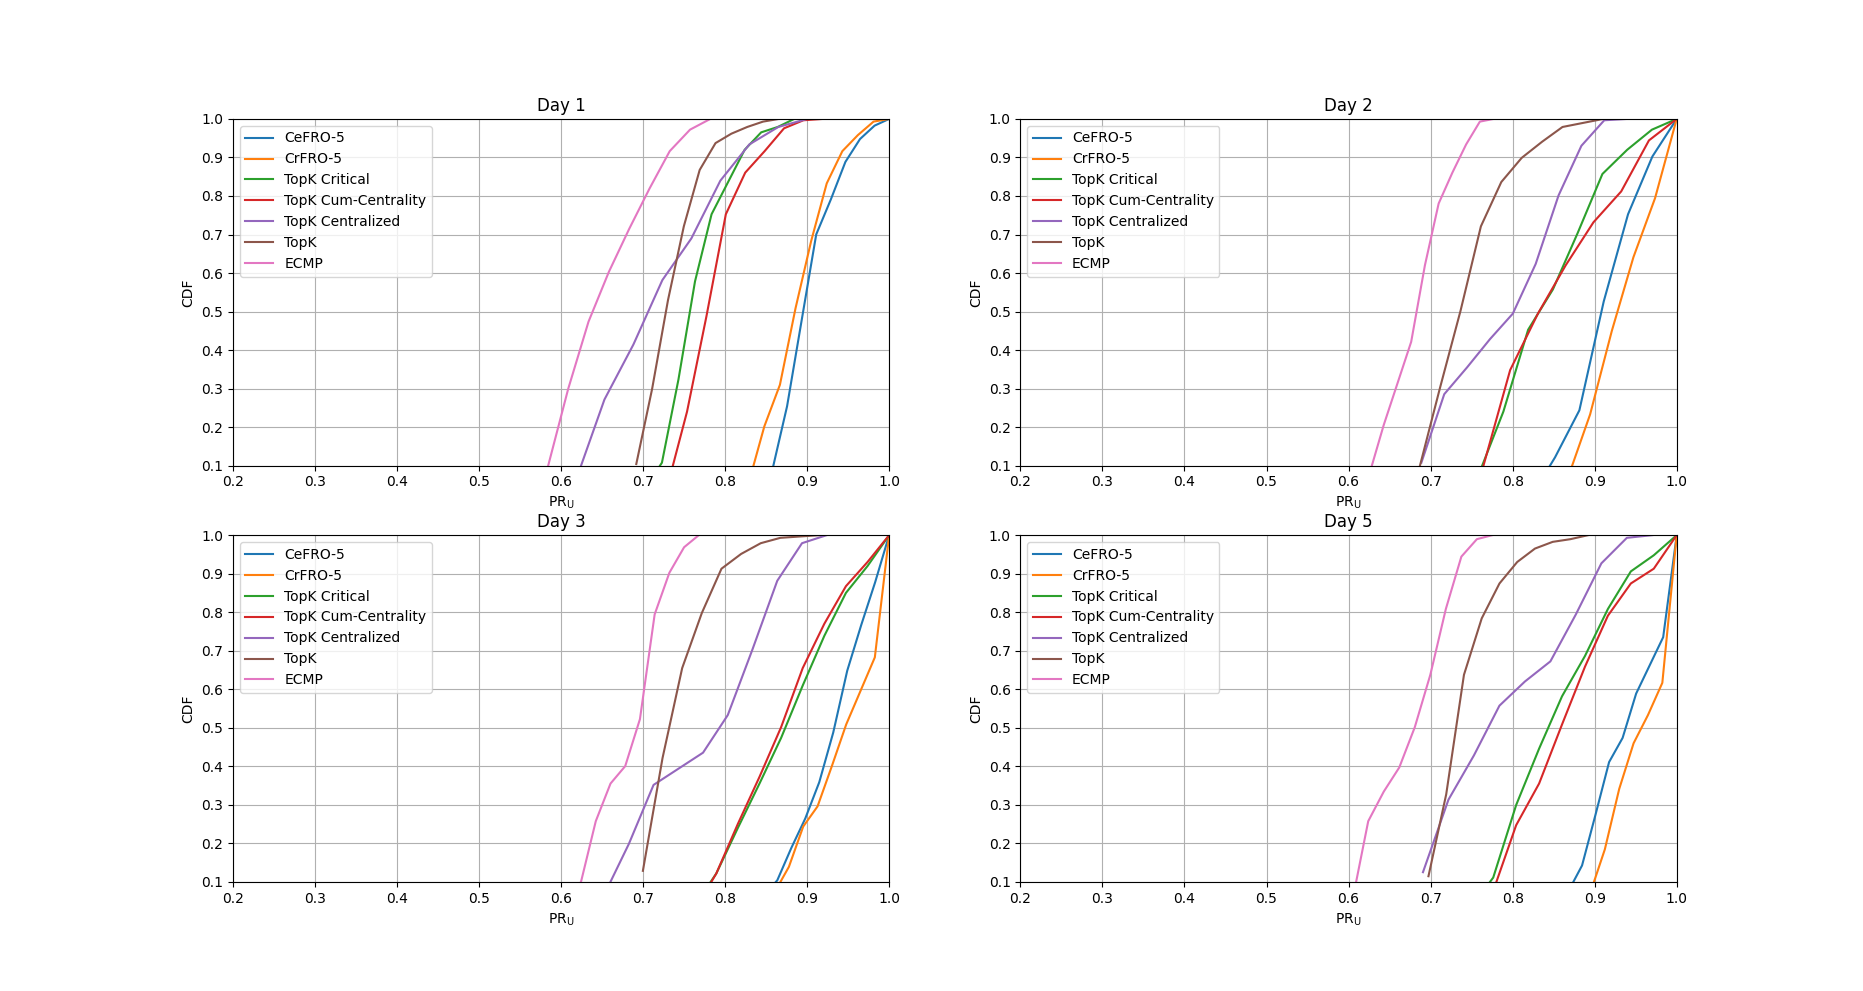 Day 1
1.0
0.9
0.8
0.7
0.6
0.5
0.4
0.3
0.2
0.1
CDF
CeFRO-5
CrFRO-5
TopK Critical
TopK Cum-Centrality
TopK Centralized
TopK
ECMP
0.2 0.3 0.4 0.5 0.6 0.7 0.8 0.9 1.0
PR_U
Day 2
1.0
0.9
0.8
0.7
0.6
0.5
0.4
0.3
0.2
0.1
CDF
CeFRO-5
CrFRO-5
TopK Critical
TopK Cum-Centrality
TopK Centralized
TopK
ECMP
0.2 0.3 0.4 0.5 0.6 0.7 0.8 0.9 1.0
PR_U
Day 3
1.0
0.9
0.8
0.7
0.6
0.5
0.4
0.3
0.2
0.1
CDF
CeFRO-5
CrFRO-5
TopK Critical
TopK Cum-Centrality
TopK Centralized
TopK
ECMP
0.2 0.3 0.4 0.5 0.6 0.7 0.8 0.9 1.0
PR_U
Day 5
1.0
0.9
0.8
0.7
0.6
0.5
0.4
0.3
0.2
0.1
CDF
CeFRO-5
CrFRO-5
TopK Critical
TopK Cum-Centrality
TopK Centralized
TopK
ECMP
0.2 0.3 0.4 0.5 0.6 0.7 0.8 0.9 1.0
PR_U